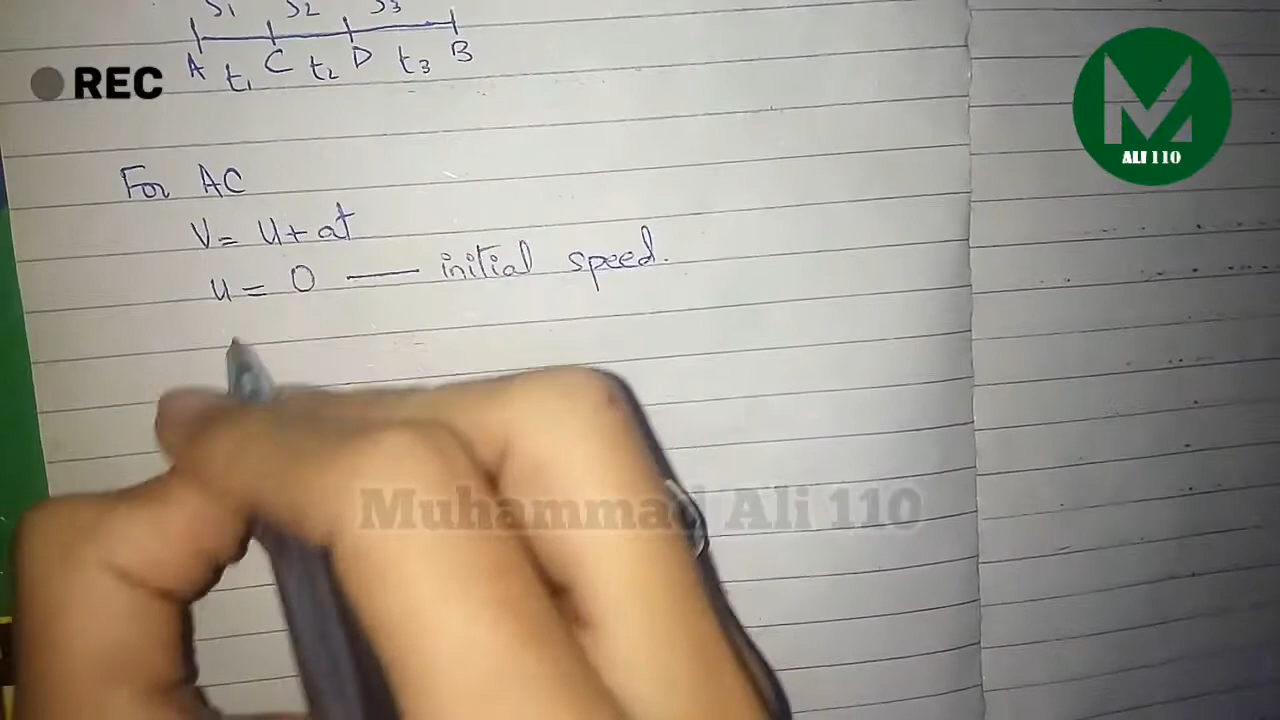 S1 S2 S3
A t1 C t2 D t3 B
REC
M
ALI 110
For AC
V = u + at
u = 0 — initial speed.
Muhammad Ali 110